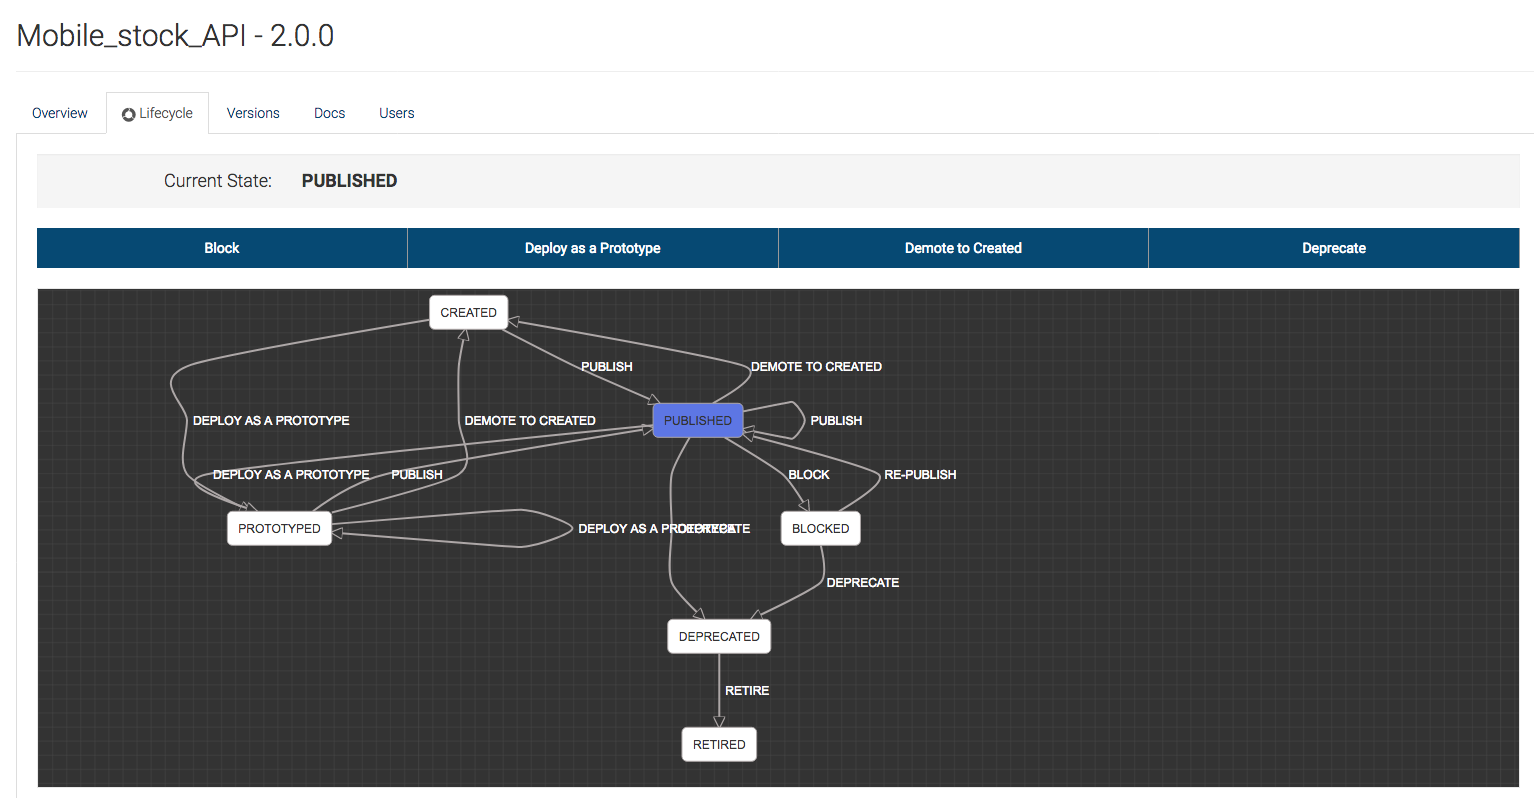 Mobile_stock_API - 2.0.0
Overview
Lifecycle
Versions
Docs
Users
Current State: PUBLISHED
Block
Deploy as a Prototype
Demote to Created
Deprecate
CREATED
PUBLISH
DEMOTE TO CREATED
DEPLOY AS A PROTOTYPE
DEMOTE TO CREATED
PUBLISHED
PUBLISH
DEPLOY AS A PROTOTYPE
PUBLISH
BLOCK
RE-PUBLISH
PROTOTYPED
DEPLOY AS A PROTOTYPE
DEPRECATE
BLOCKED
DEPRECATE
DEPRECATED
RETIRE
RETIRED